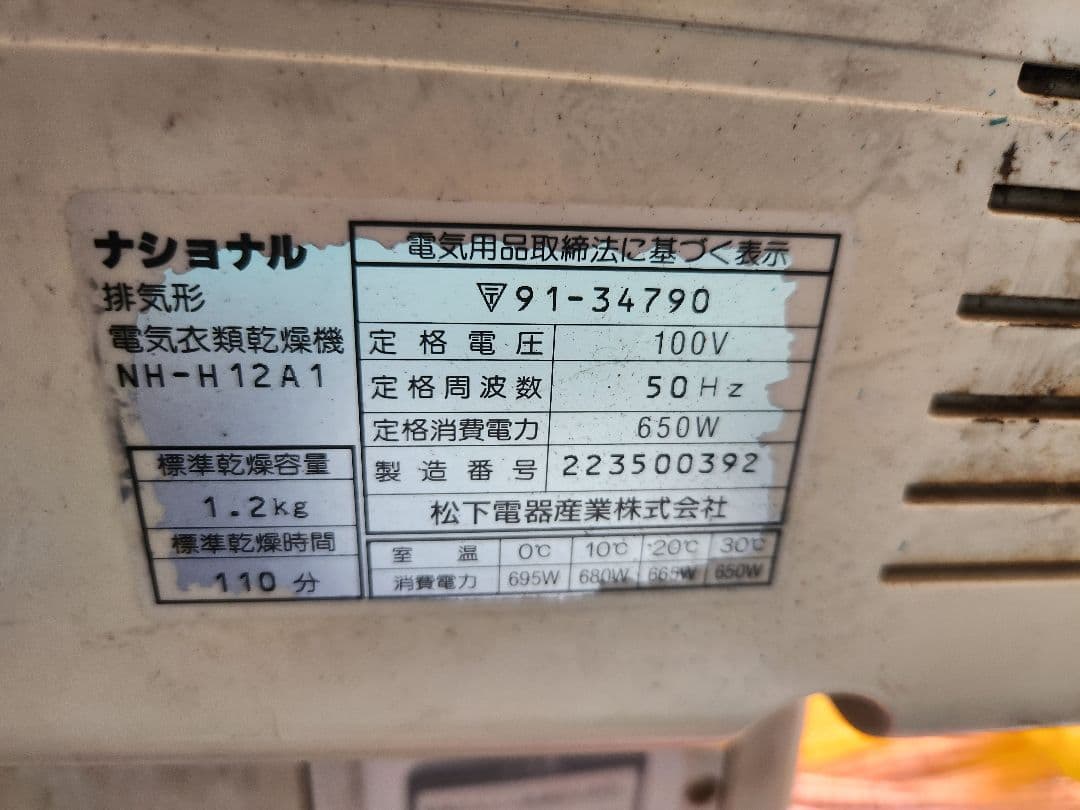 ナショナル
排気形
電気衣類乾燥機
NH-H12A1
標準乾燥容量
1.2kg
標準乾燥時間
110分
電気用品取締法に基づく表示
〒91-34790
定格電圧 100V
定格周波数 50Hz
定格消費電力 650W
製造番号 223500392
松下電器産業株式会社
室温 0℃ 10℃ 20℃ 30℃
消費電力 695W 680W 665W 650W